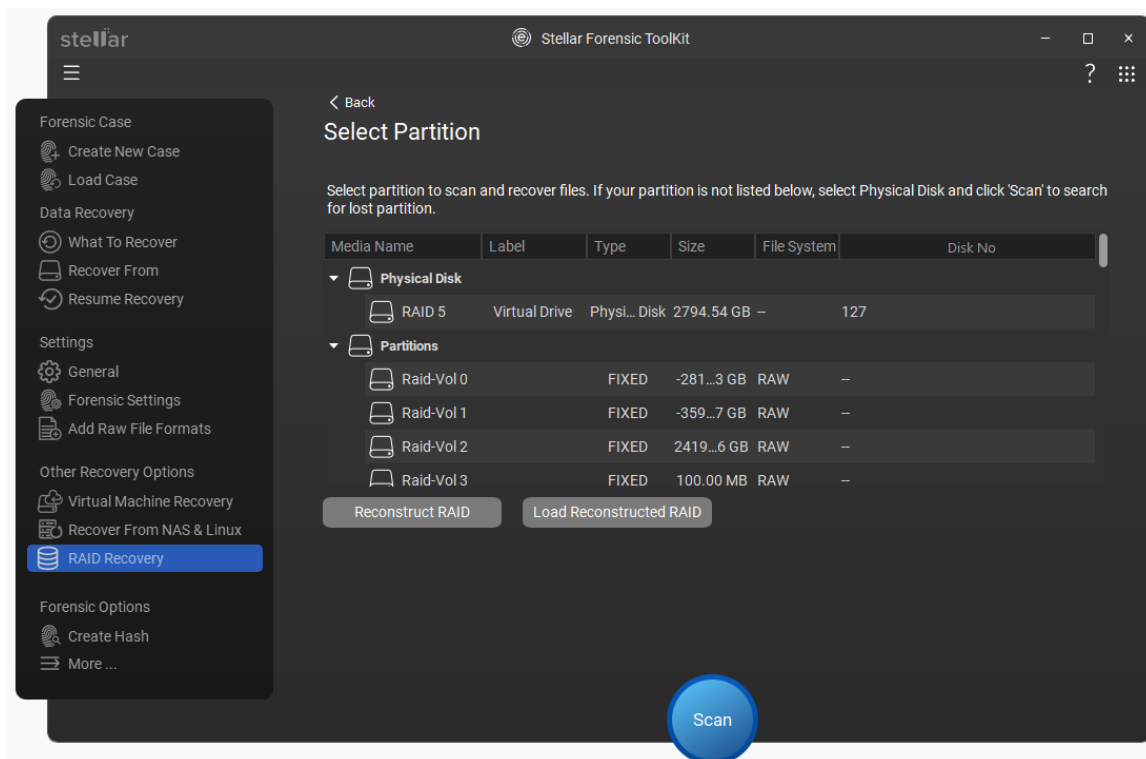 stellar
Stellar Forensic ToolKit
?
Forensic Case
Create New Case
Load Case
Data Recovery
What To Recover
Recover From
Resume Recovery
Settings
General
Forensic Settings
Add Raw File Formats
Other Recovery Options
Virtual Machine Recovery
Recover From NAS & Linux
RAID Recovery
Forensic Options
Create Hash
More ...
Back
Select Partition
Select partition to scan and recover files. If your partition is not listed below, select Physical Disk and click 'Scan' to search
for lost partition.
Media Name Label Type Size File System Disk No
Physical Disk
RAID 5 Virtual Drive Physi... Disk 2794.54 GB -- 127
Partitions
Raid-Vol 0 FIXED -281...3 GB RAW --
Raid-Vol 1 FIXED -359...7 GB RAW --
Raid-Vol 2 FIXED 2419...6 GB RAW --
Raid-Vol 3 FIXED 100.00 MB RAW --
Reconstruct RAID Load Reconstructed RAID
Scan